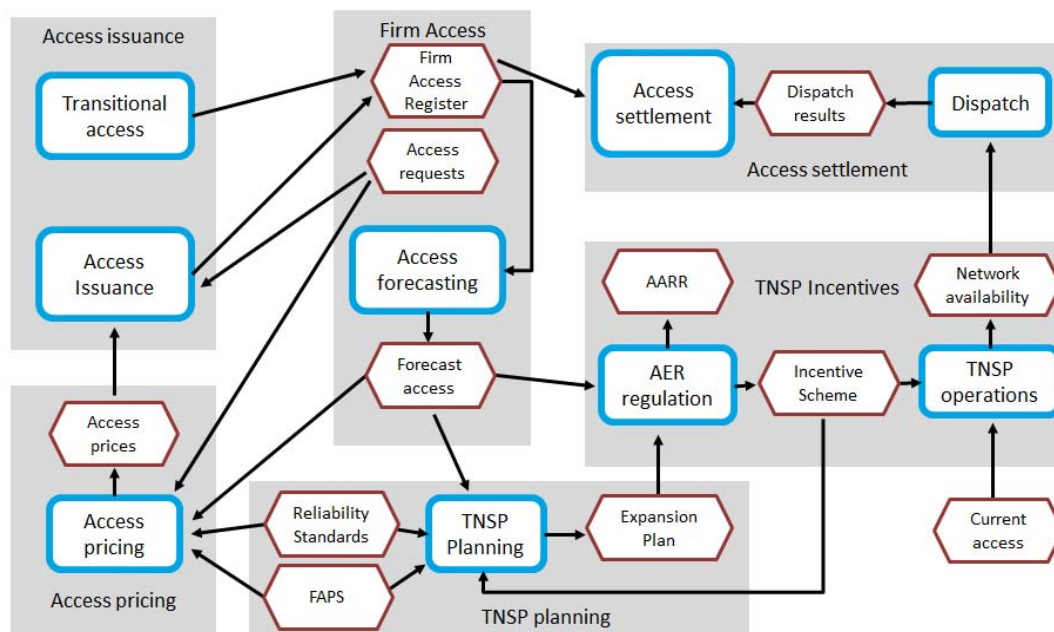 Access issuance
Transitional
access
Access
Issuance
Firm Access
Firm
Access
Register
Access
requests
Access
forecasting
Forecast
access
Access
settlement
Dispatch
results
Dispatch
Access settlement
AARR
TNSP Incentives
Network
availability
AER
regulation
Incentive
Scheme
TNSP
operations
Current
access
Access
prices
Access
pricing
Access pricing
Reliability
Standards
FAPS
TNSP
Planning
Expansion
Plan
TNSP planning